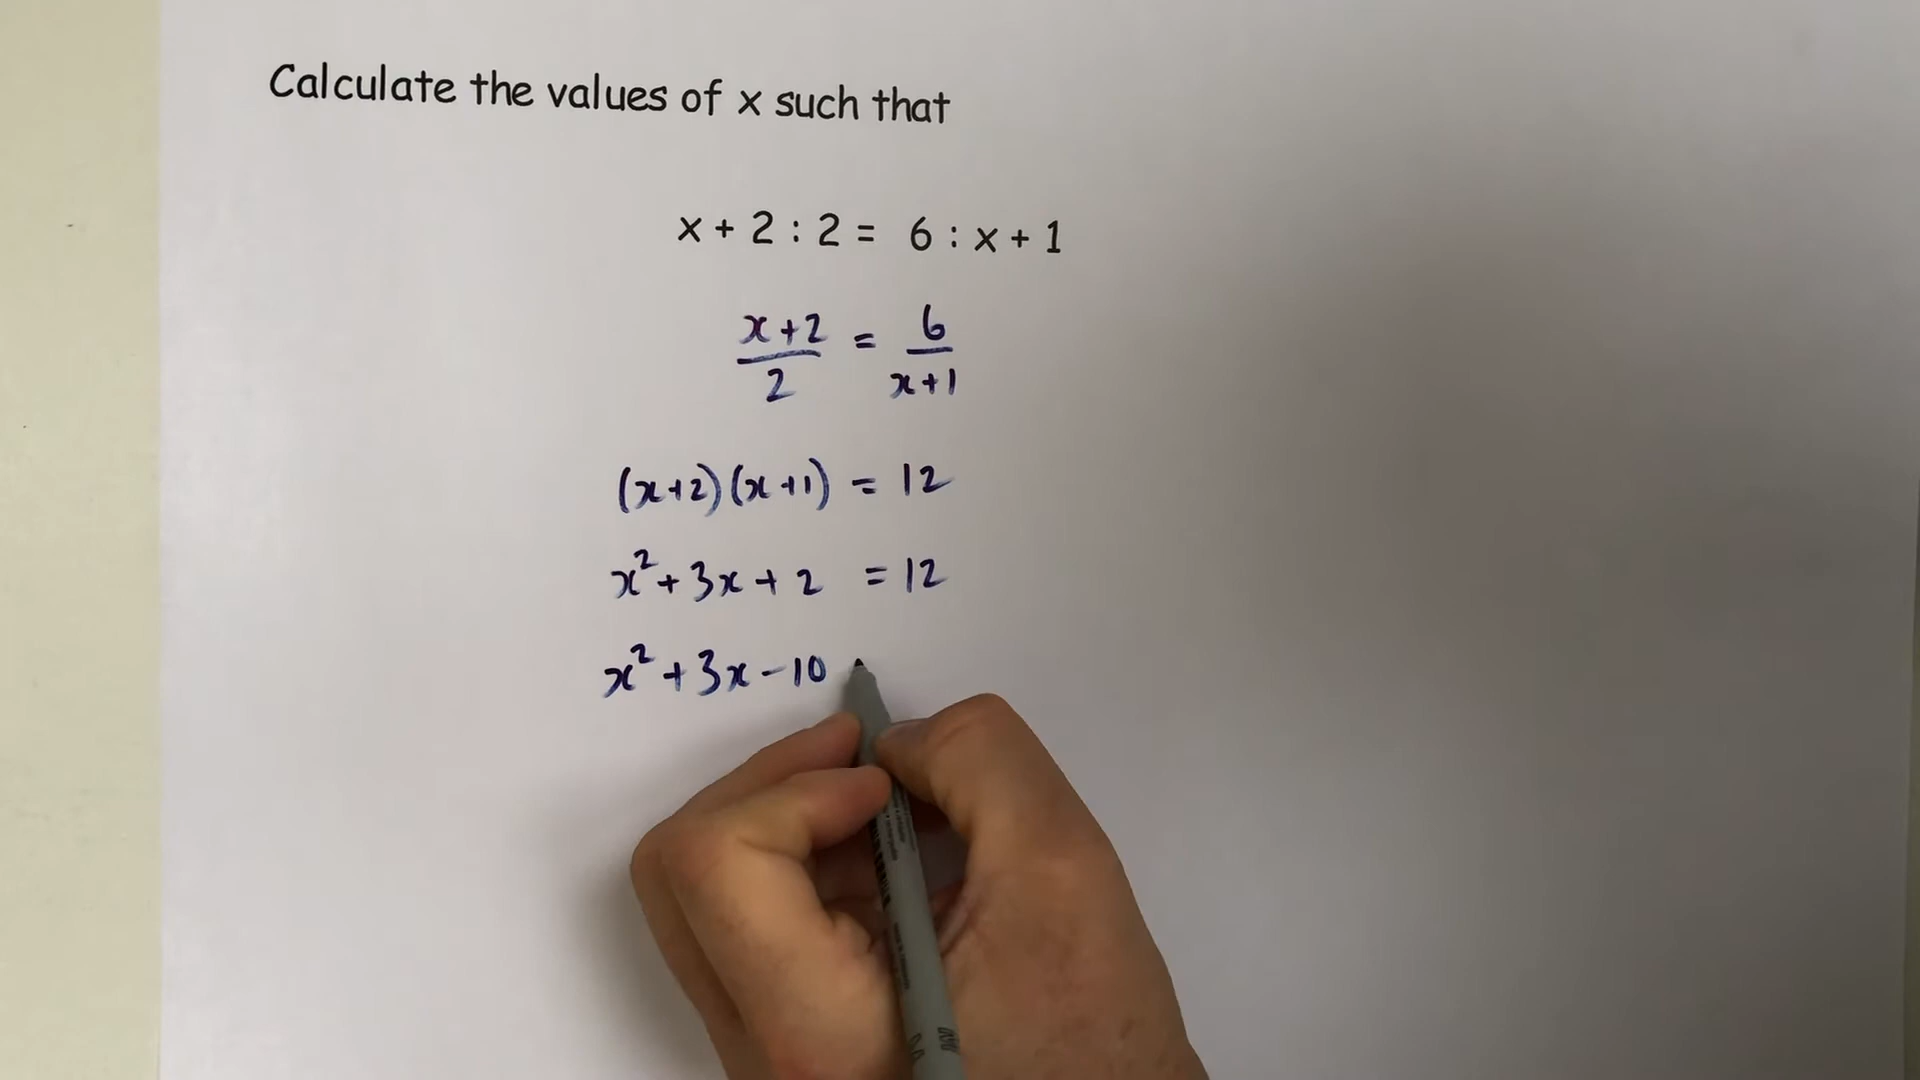 Calculate the values of x such that
x + 2 : 2 = 6 : x + 1
x+2/2 = 6/x+1
(x+2)(x+1) = 12
x² + 3x + 2 = 12
x² + 3x - 10